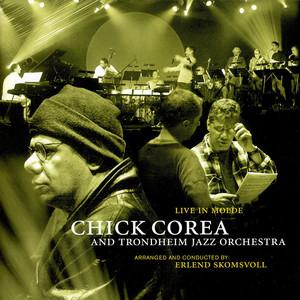 LIVE IN MOLDE
CHICK COREA
AND TRONDHEIM JAZZ ORCHESTRA
ARRANGED AND CONDUCTED BY:
ERLEND SKOMSVOLL